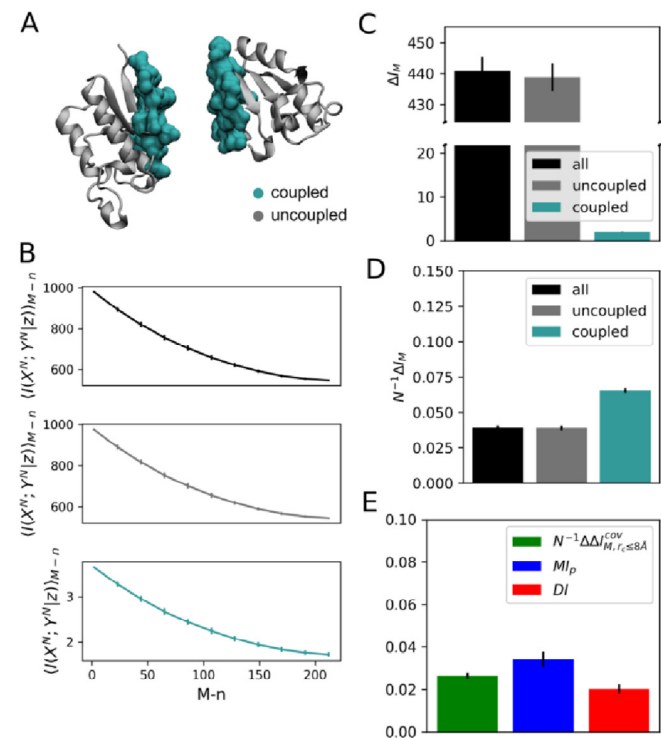 A
coupled
uncoupled
B
⟨I(X^N; Y^N|z)⟩_{M−n}
1000
800
600
⟨I(X^N; Y^N|z)⟩_{M−n}
1000
800
600
⟨I(X^N; Y^N|z)⟩_{M−n}
3
2
0
50
100
150
200
M-n
C
ΔI_M
450
440
430
20
10
0
all
uncoupled
coupled
D
N^{−1}ΔI_M
0.150
0.125
0.100
0.075
0.050
0.025
0.000
all
uncoupled
coupled
E
0.10
0.08
0.06
0.04
0.02
0.00
N^{−1}ΔΔI^{cov}_{M, r_c≤8Å}
MI_p
DI